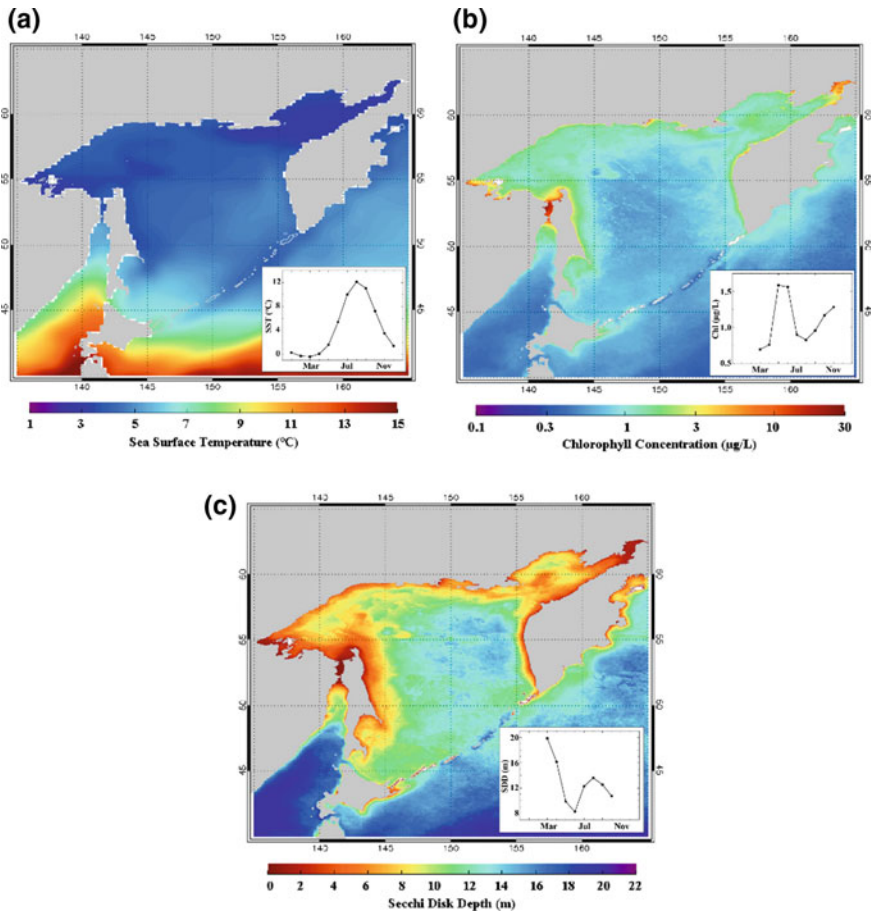 (a)
140 145 150 155 160
60 60
55 55
50 50
45 45
140 145 150 155 160
SST (°C)
12
8
4
0
Mar Jul Nov
1 3 5 7 9 11 13 15
Sea Surface Temperature (°C)
(b)
140 145 150 155 160
60 60
55 55
50 50
45 45
140 145 150 155 160
Chl (µg/L)
1,5
1,0
0,5
Mar Jul Nov
0.1 0.3 1 3 10 30
Chlorophyll Concentration (µg/L)
(c)
140 145 150 155 160
60 60
55 55
50 50
45 45
140 145 150 155 160
SDD (m)
20
16
12
8
Mar Jul Nov
0 2 4 6 8 10 12 14 16 18 20 22
Secchi Disk Depth (m)